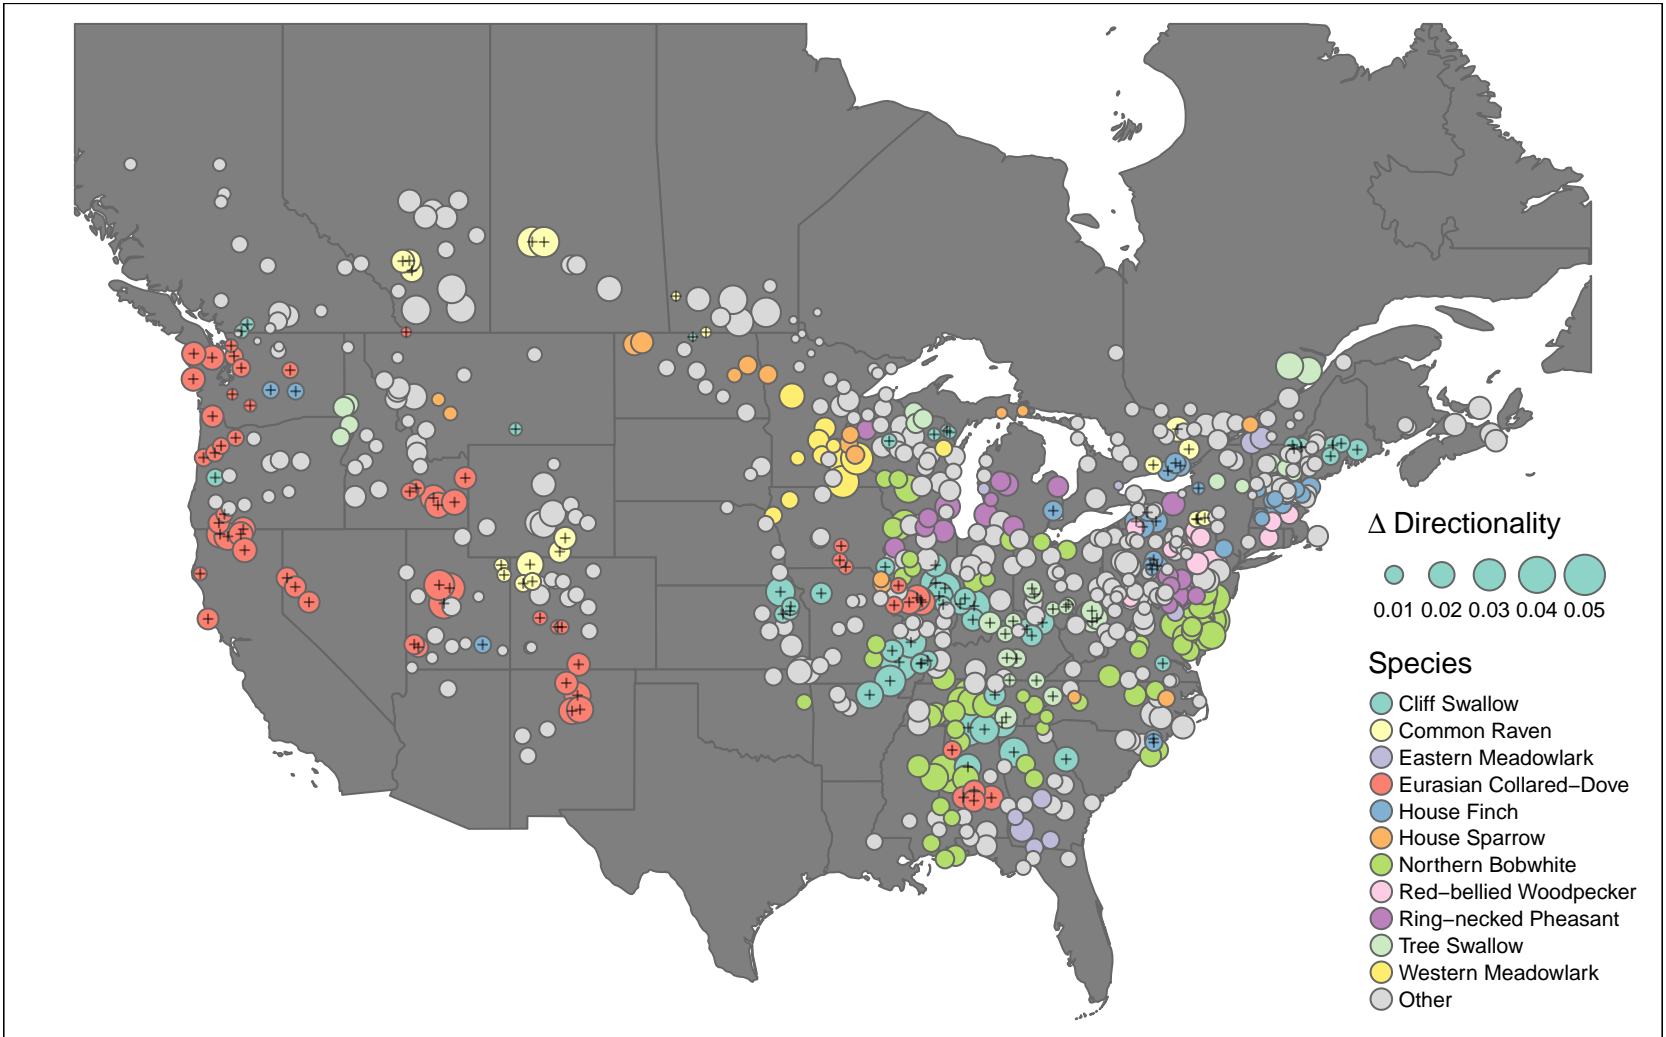 Δ Directionality
0.01 0.02 0.03 0.04 0.05
Species
Cliff Swallow
Common Raven
Eastern Meadowlark
Eurasian Collared−Dove
House Finch
House Sparrow
Northern Bobwhite
Red−bellied Woodpecker
Ring−necked Pheasant
Tree Swallow
Western Meadowlark
Other